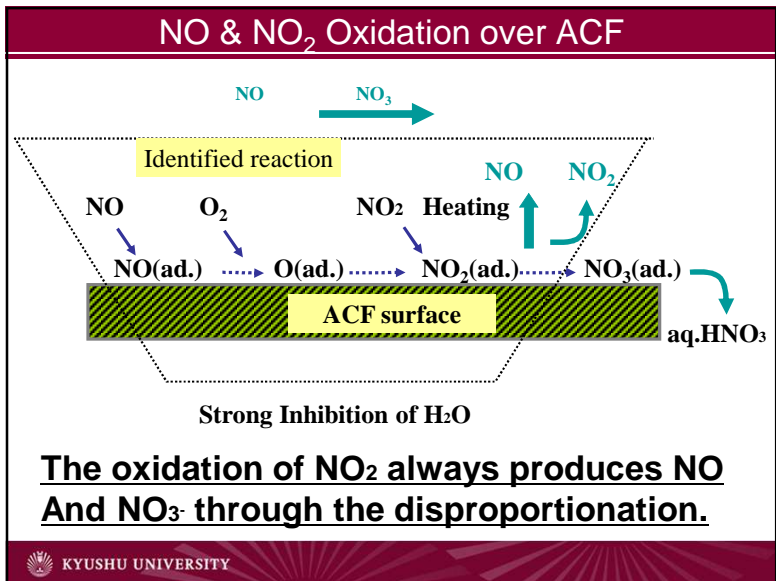 NO & NO₂ Oxidation over ACF
NO NO₃
Identified reaction
NO NO₂
NO O₂ NO₂ Heating
NO(ad.) O(ad.) NO₂(ad.) NO₃(ad.)
ACF surface
aq.HNO₃
Strong Inhibition of H₂O
The oxidation of NO₂ always produces NO
And NO₃- through the disproportionation.
KYUSHU UNIVERSITY